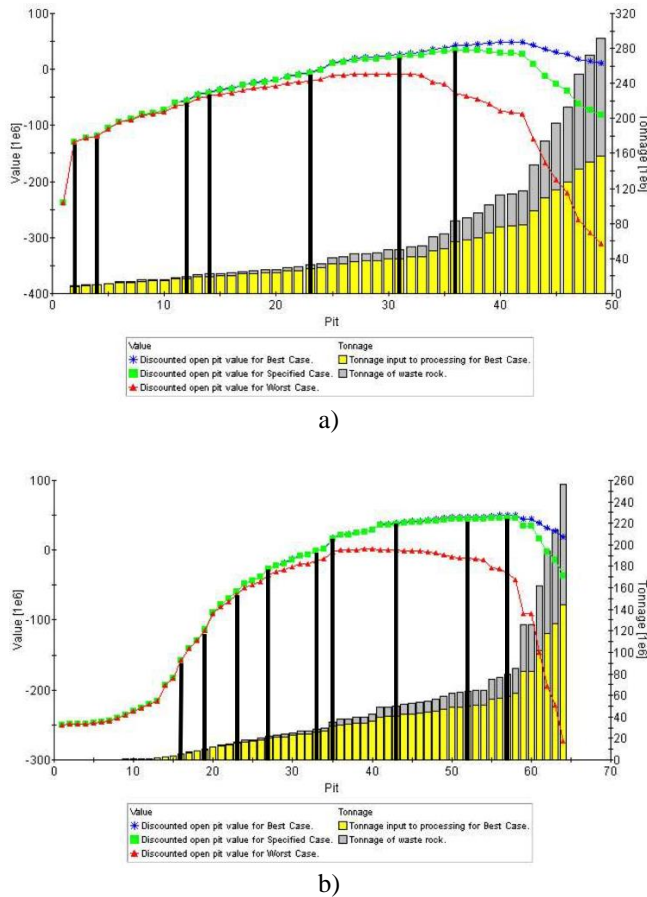 100
0
-100
-200
-300
-400
Value [1e6]
320
280
240
200
160
120
80
40
0
Tonnage [1e6]
0 10 20 30 40 50
Pit
Value Tonnage
Discounted open pit value for Best Case. Tonnage input to processing for Best Case.
Discounted open pit value for Specified Case. Tonnage of waste rock.
Discounted open pit value for Worst Case.
a)
100
0
-100
-200
-300
Value [1e6]
260
240
220
200
180
160
140
120
100
80
60
40
20
0
Tonnage [1e6]
0 10 20 30 40 50 60 70
Pit
Value Tonnage
Discounted open pit value for Best Case. Tonnage input to processing for Best Case.
Discounted open pit value for Specified Case. Tonnage of waste rock.
Discounted open pit value for Worst Case.
b)